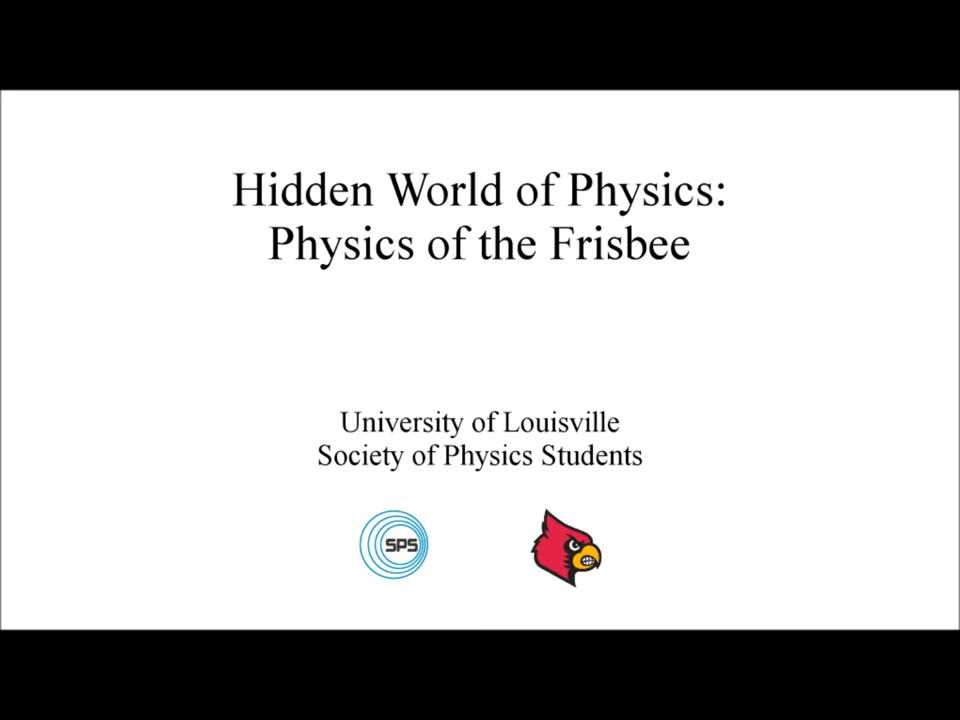 Hidden World of Physics:
Physics of the Frisbee
University of Louisville
Society of Physics Students
SPS